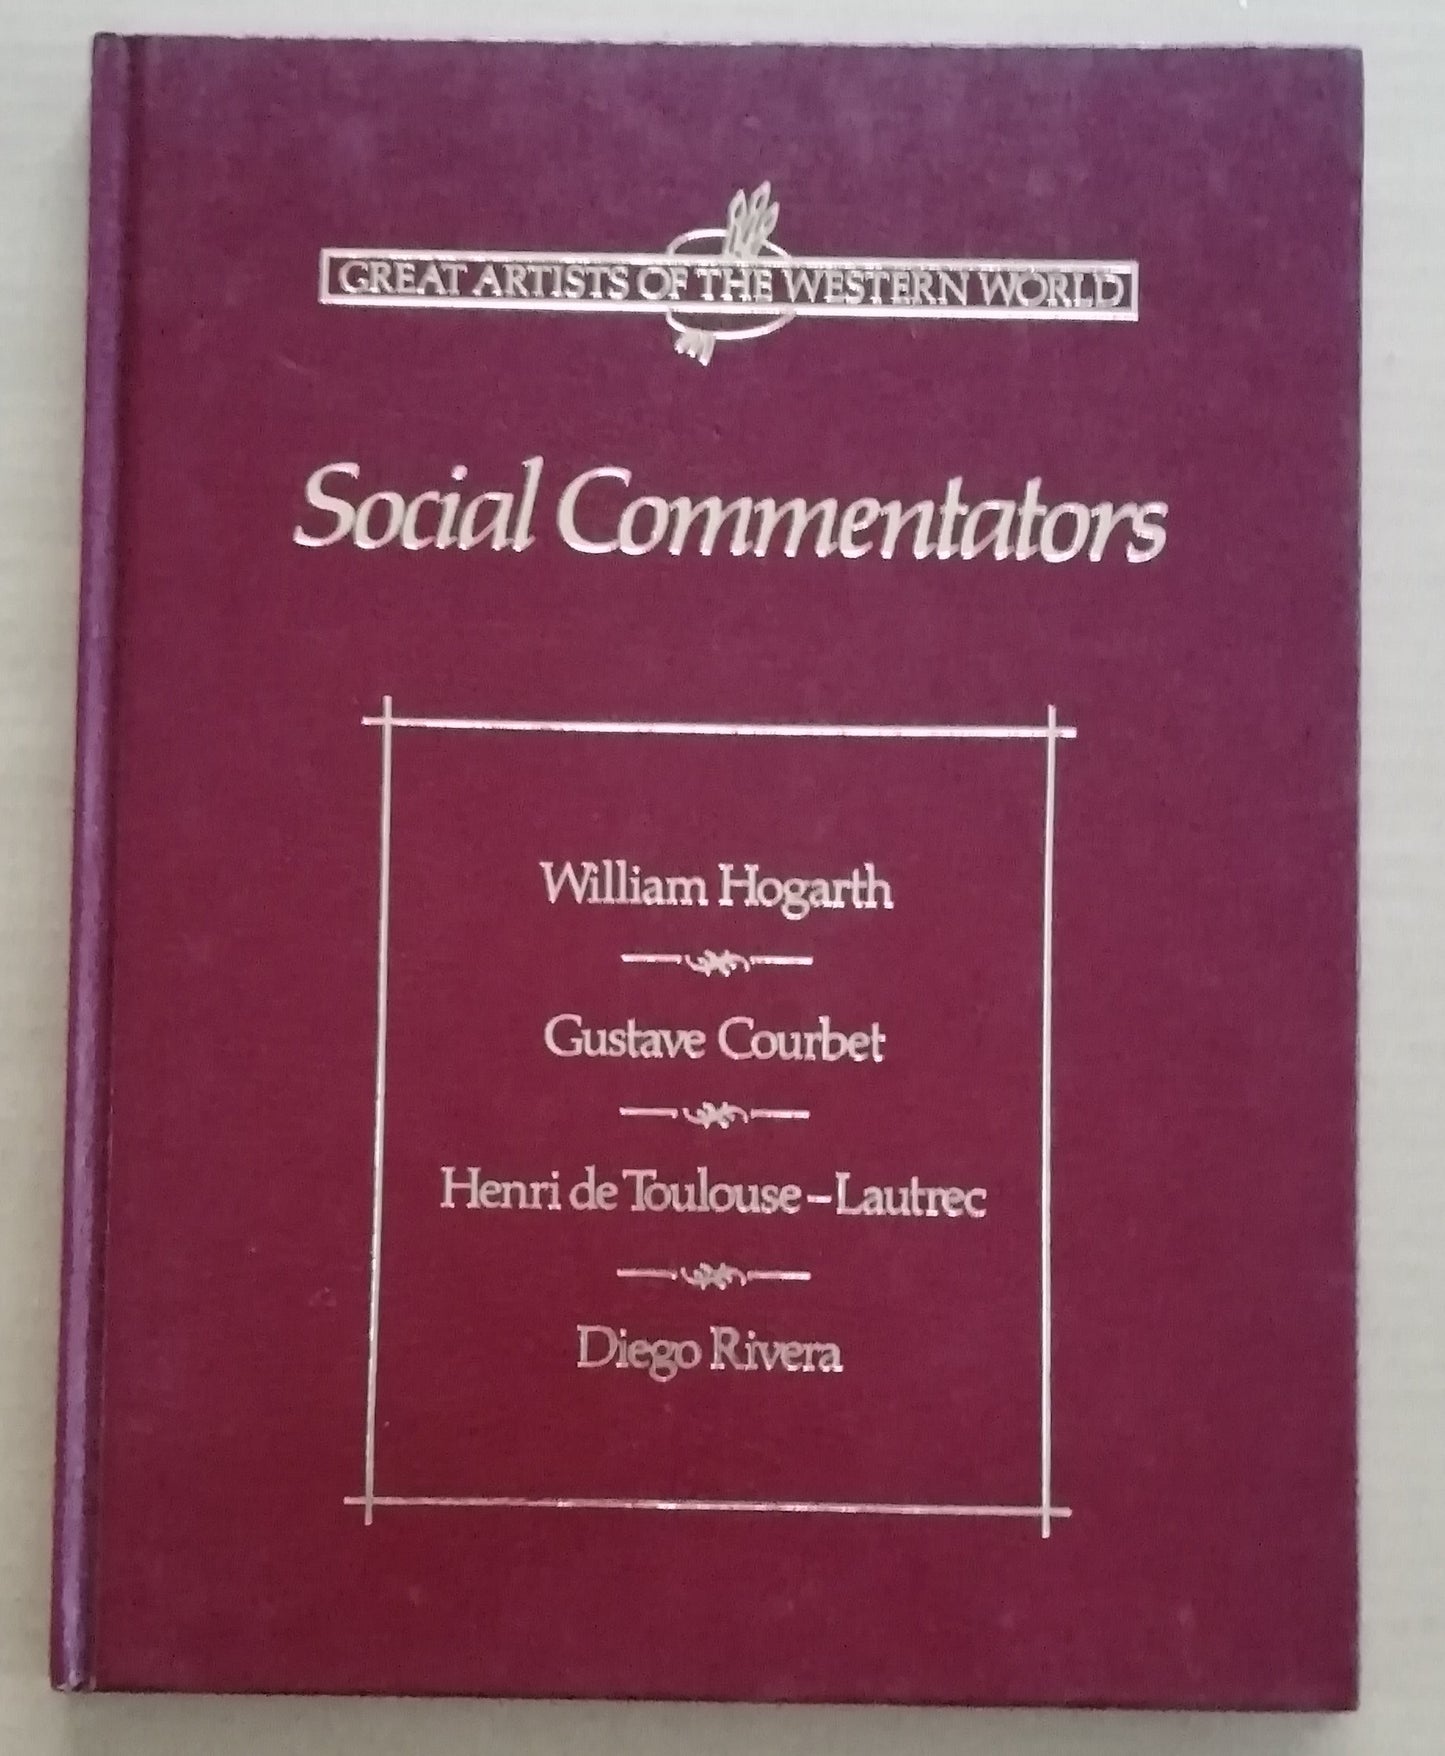 GREAT ARTISTS OF THE WESTERN WORLD
Social Commentators
William Hogarth
Gustave Courbet
Henri de Toulouse-Lautrec
Diego Rivera